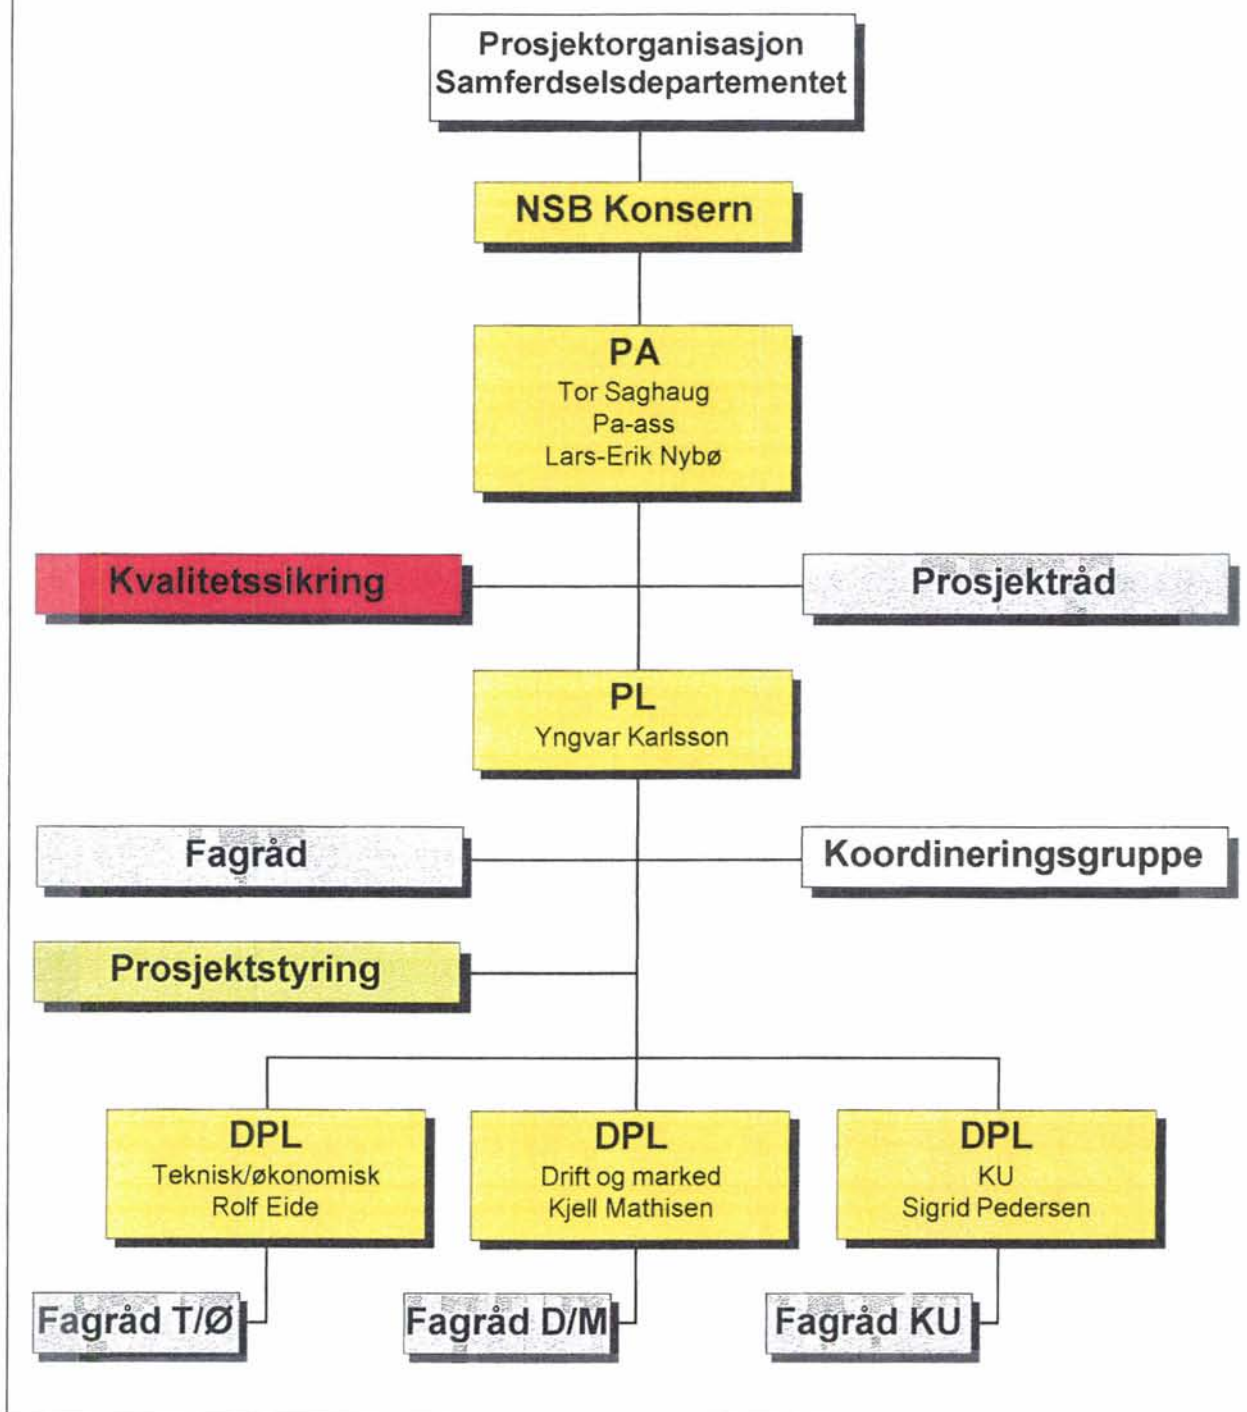 Prosjektorganisasjon
Samferdselsdepartementet
NSB Konsern
PA
Tor Saghaug
Pa-ass
Lars-Erik Nybø
Kvalitetssikring
Prosjektråd
PL
Yngvar Karlsson
Fagråd
Koordineringsgruppe
Prosjektstyring
DPL
Teknisk/økonomisk
Rolf Eide
DPL
Drift og marked
Kjell Mathisen
DPL
KU
Sigrid Pedersen
Fagråd T/Ø
Fagråd D/M
Fagråd KU